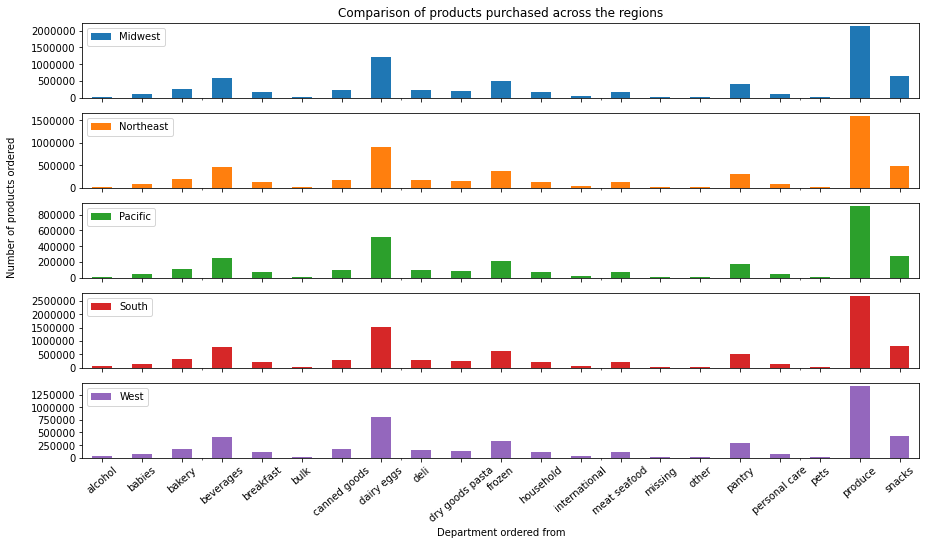 Comparison of products purchased across the regions
Number of products ordered
Midwest
2000000
1500000
1000000
500000
0
Northeast
1500000
1000000
500000
0
Pacific
800000
600000
400000
200000
0
South
2500000
2000000
1500000
1000000
500000
0
West
1250000
1000000
750000
500000
250000
0
alcohol
babies
bakery
beverages
breakfast
bulk
canned goods
dairy eggs
deli
dry goods pasta
frozen
household
international
meat seafood
missing
other
pantry
personal care
pets
produce
snacks
Department ordered from